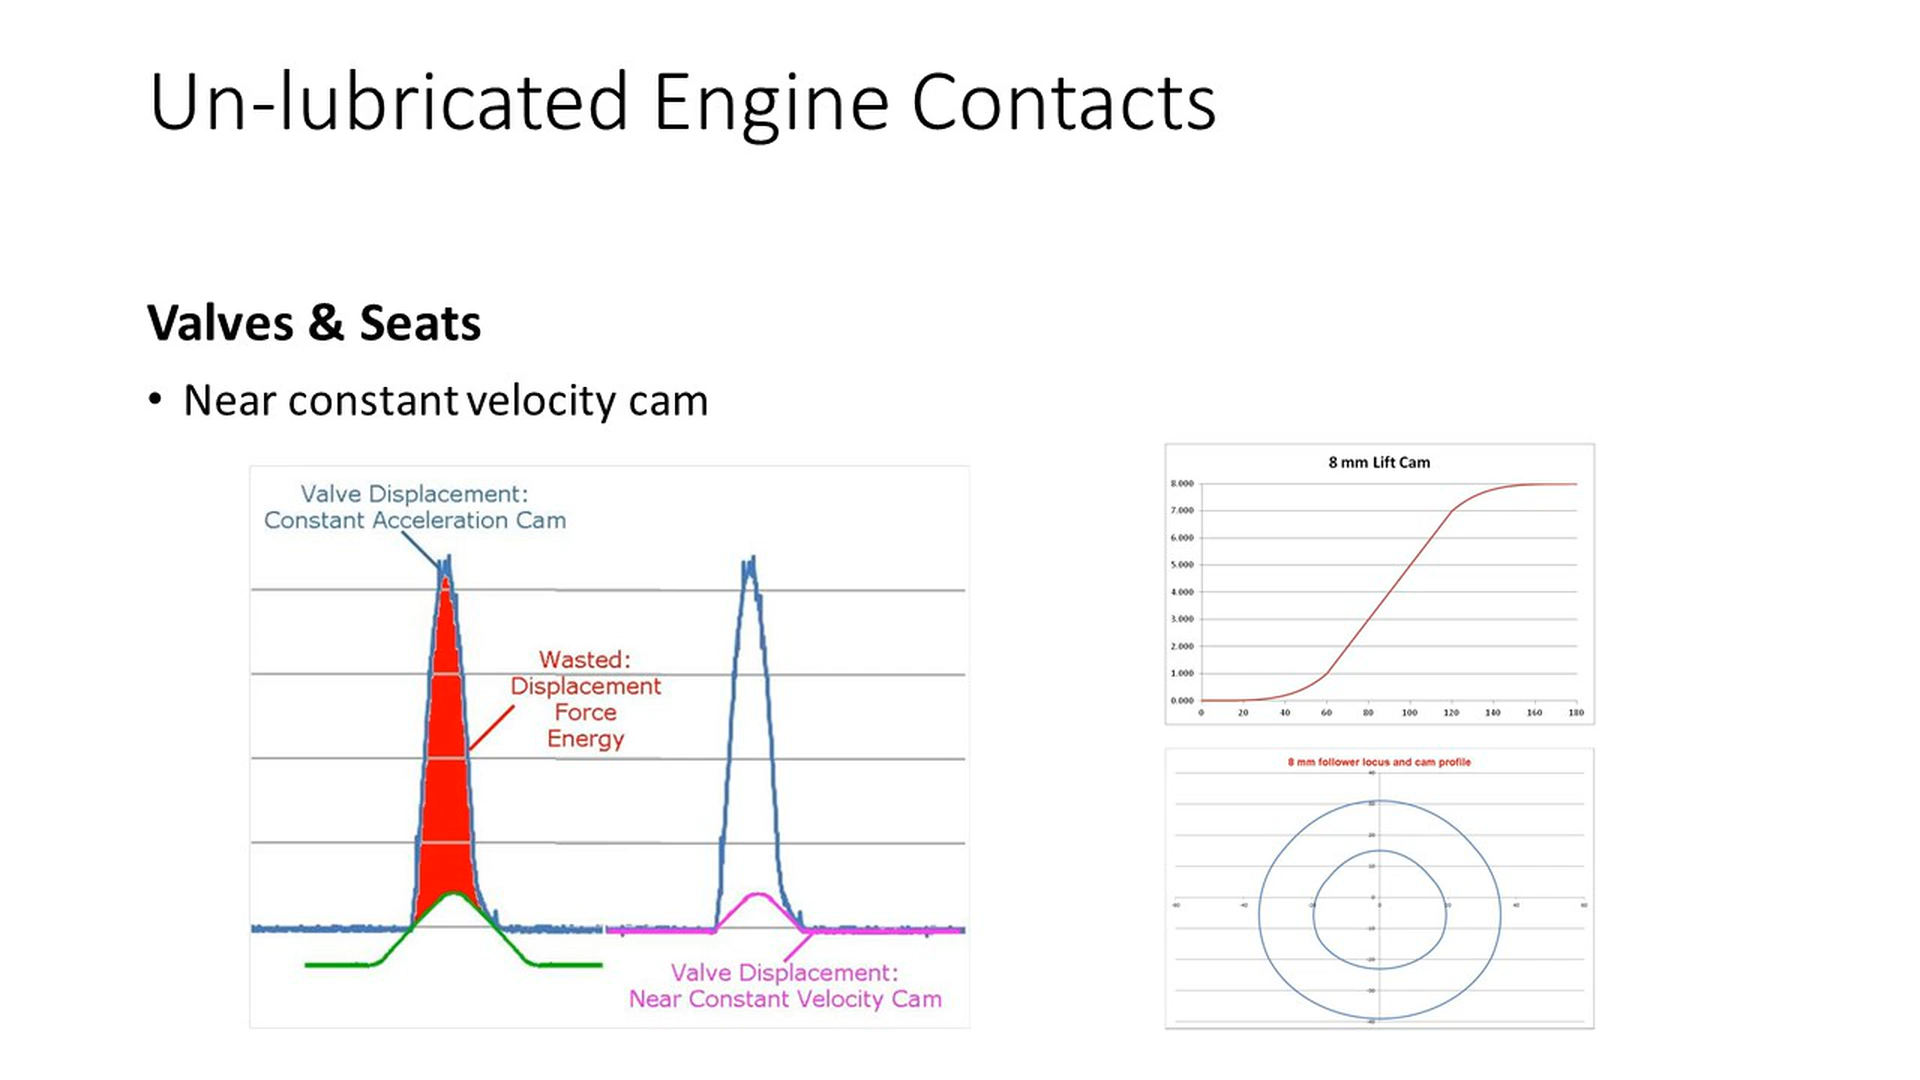 Un-lubricated Engine Contacts
Valves & Seats
• Near constant velocity cam
Valve Displacement:
Constant Acceleration Cam
Wasted:
Displacement
Force
Energy
Valve Displacement:
Near Constant Velocity Cam
8 mm Lift Cam
8.000
7.000
6.000
5.000
4.000
3.000
2.000
1.000
0.000
0 20 40 60 80 100 120 140 160 180
8 mm follower locus and cam profile